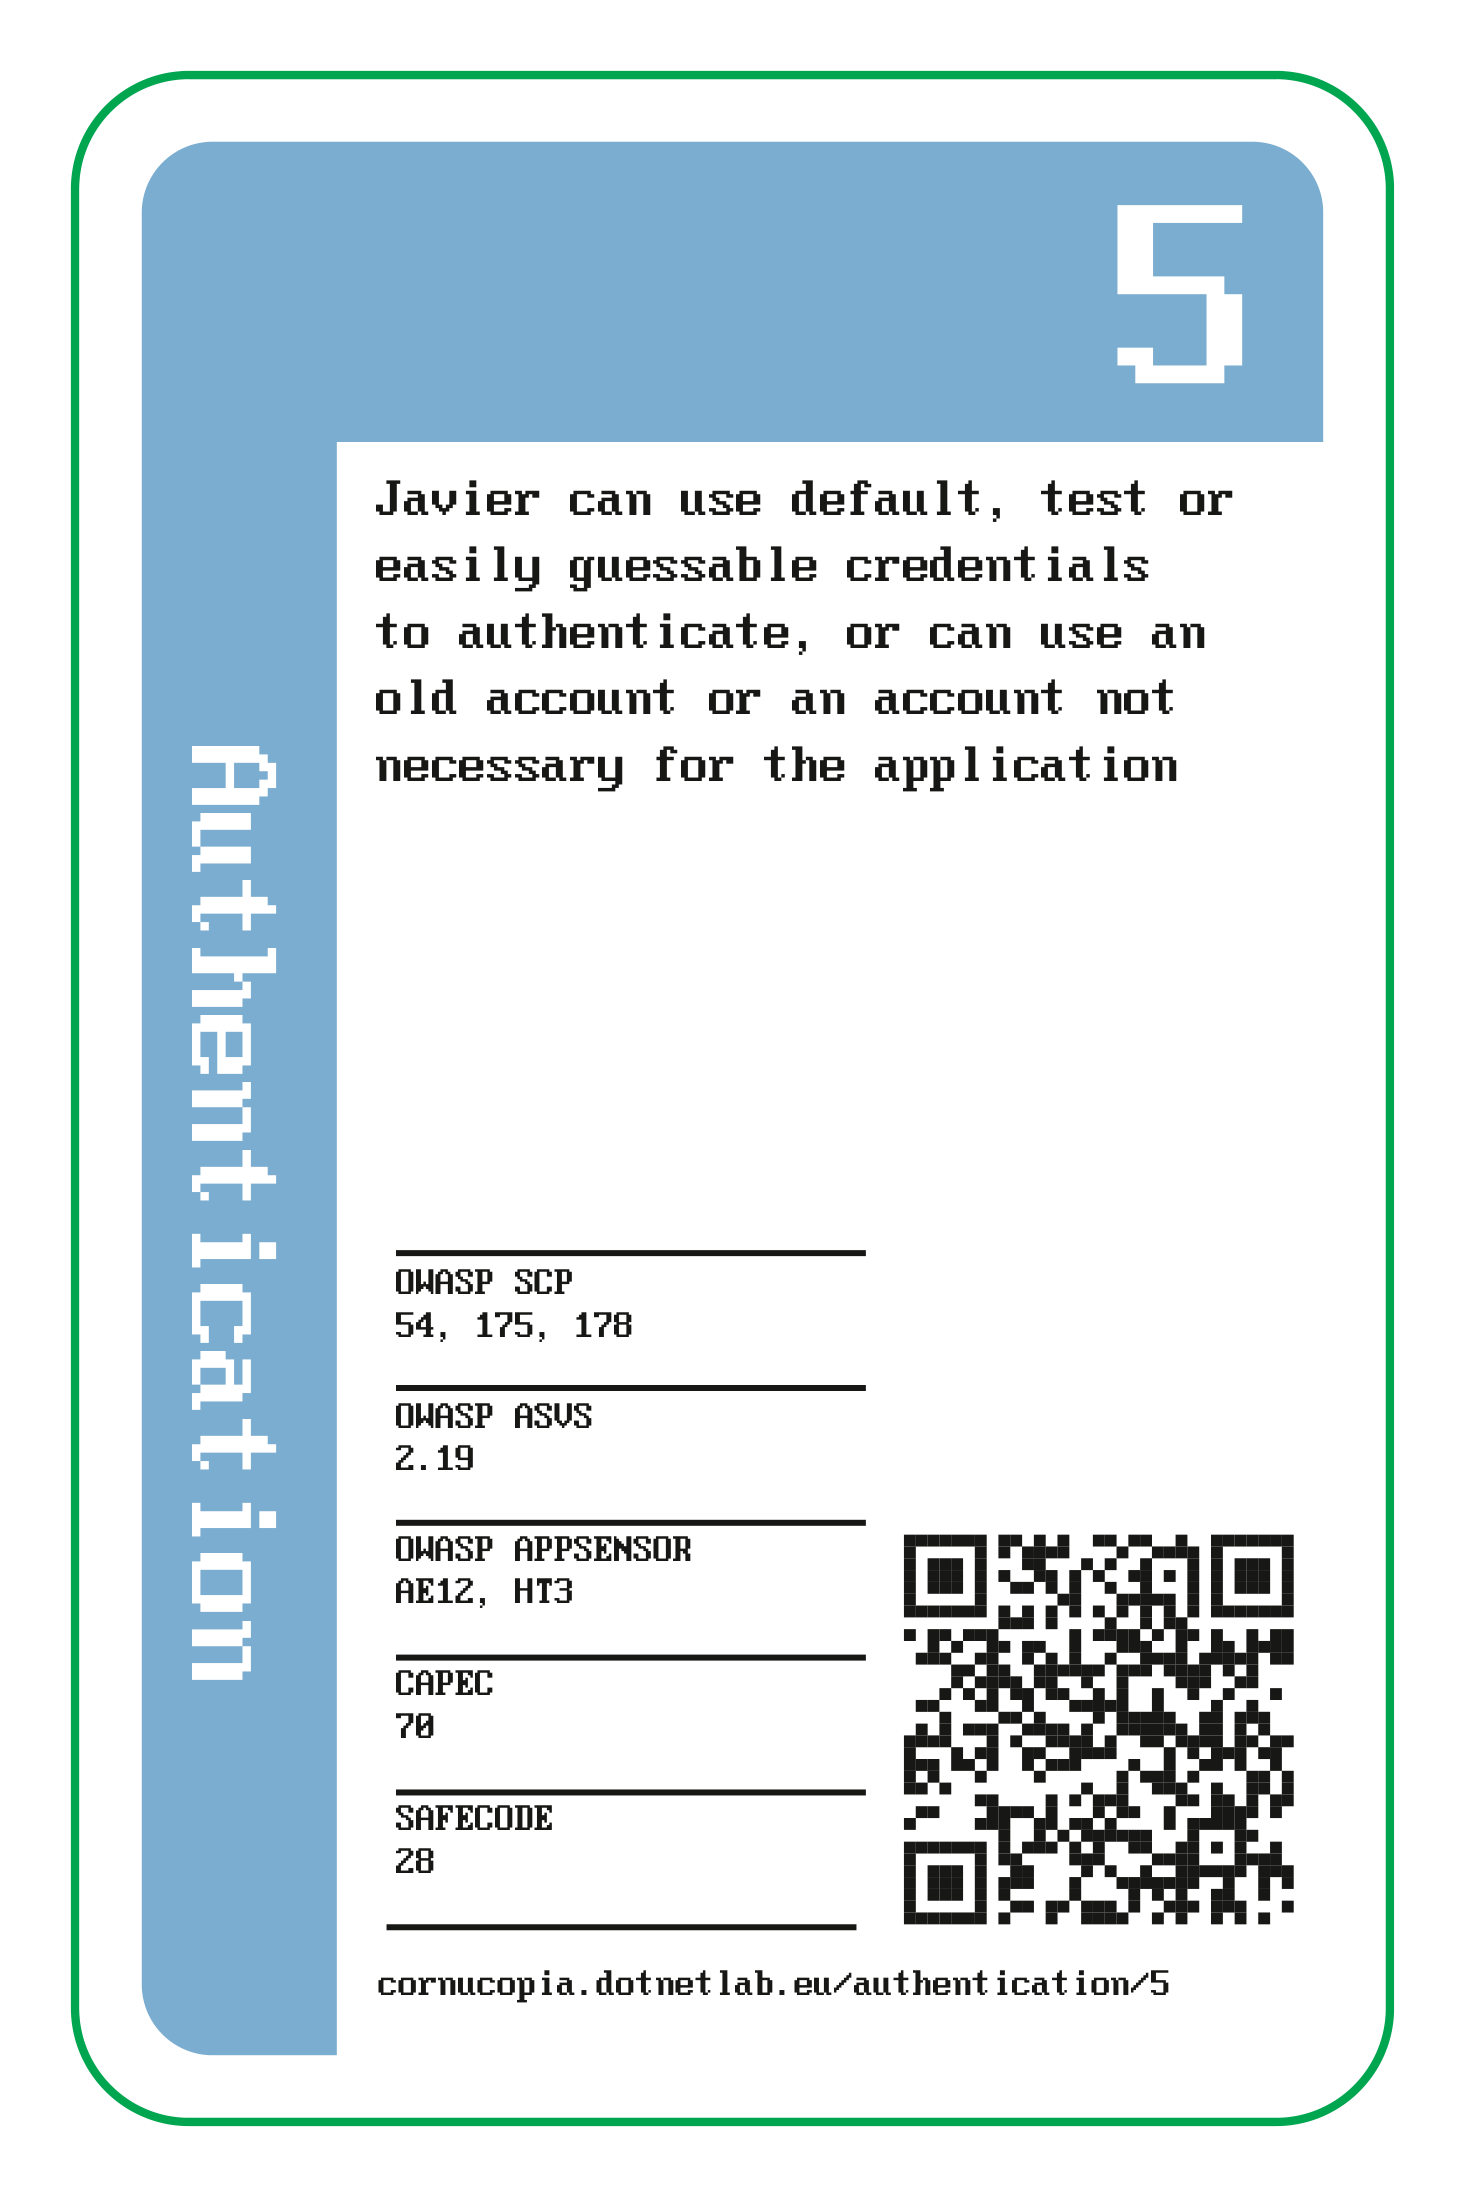 5
Javier can use default, test or
easily guessable credentials
to authenticate, or can use an
old account or an account not
necessary for the application
Authentication
OWASP SCP
54, 175, 178
OWASP ASVS
2.19
OWASP APPSENSOR
AE12, HT3
CAPEC
70
SAFECODE
28
cornucopia.dotnetlab.eu/authentication/5